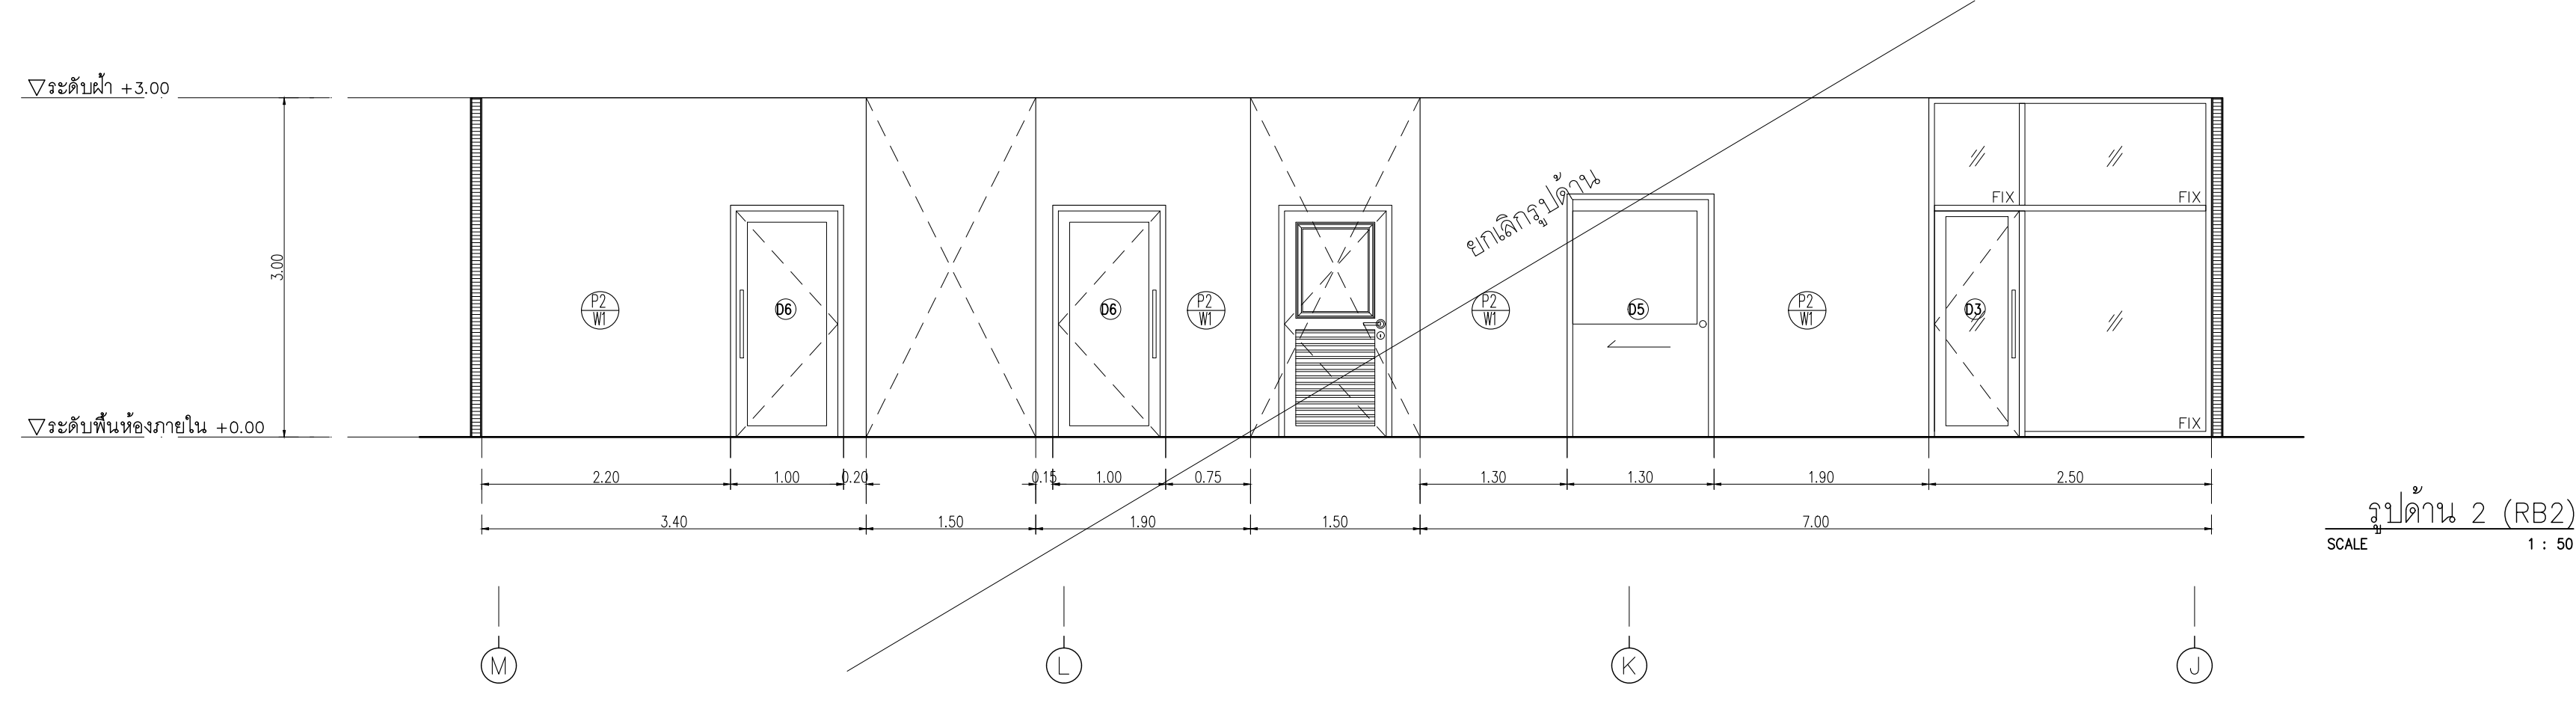 ระดับฝ้า +3.00
3.00
ยกเลิกรูปด้าน
FIX FIX
P2 W1 D6 D6 P2 W1 P2 W1 D5 P2 W1 D3
FIX
ระดับพื้นห้องภายใน +0.00
2.20 1.00 0.20 0.15 1.00 0.75 1.30 1.30 1.90 2.50
3.40 1.50 1.90 1.50 7.00
รูปด้าน 2 (RB2)
SCALE 1 : 50
M L K J